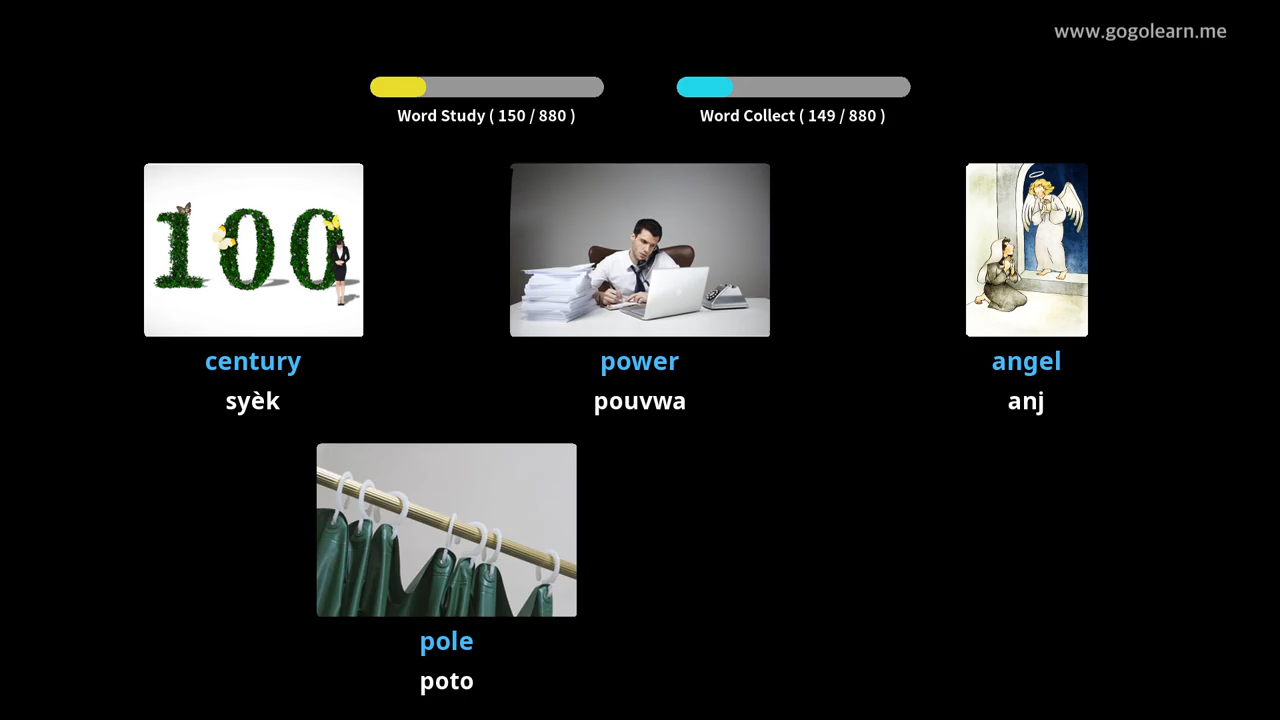 www.gogolearn.me
Word Study ( 150 / 880 )
Word Collect ( 149 / 880 )
100
century
power
angel
syèk
pouvwa
anj
pole
poto